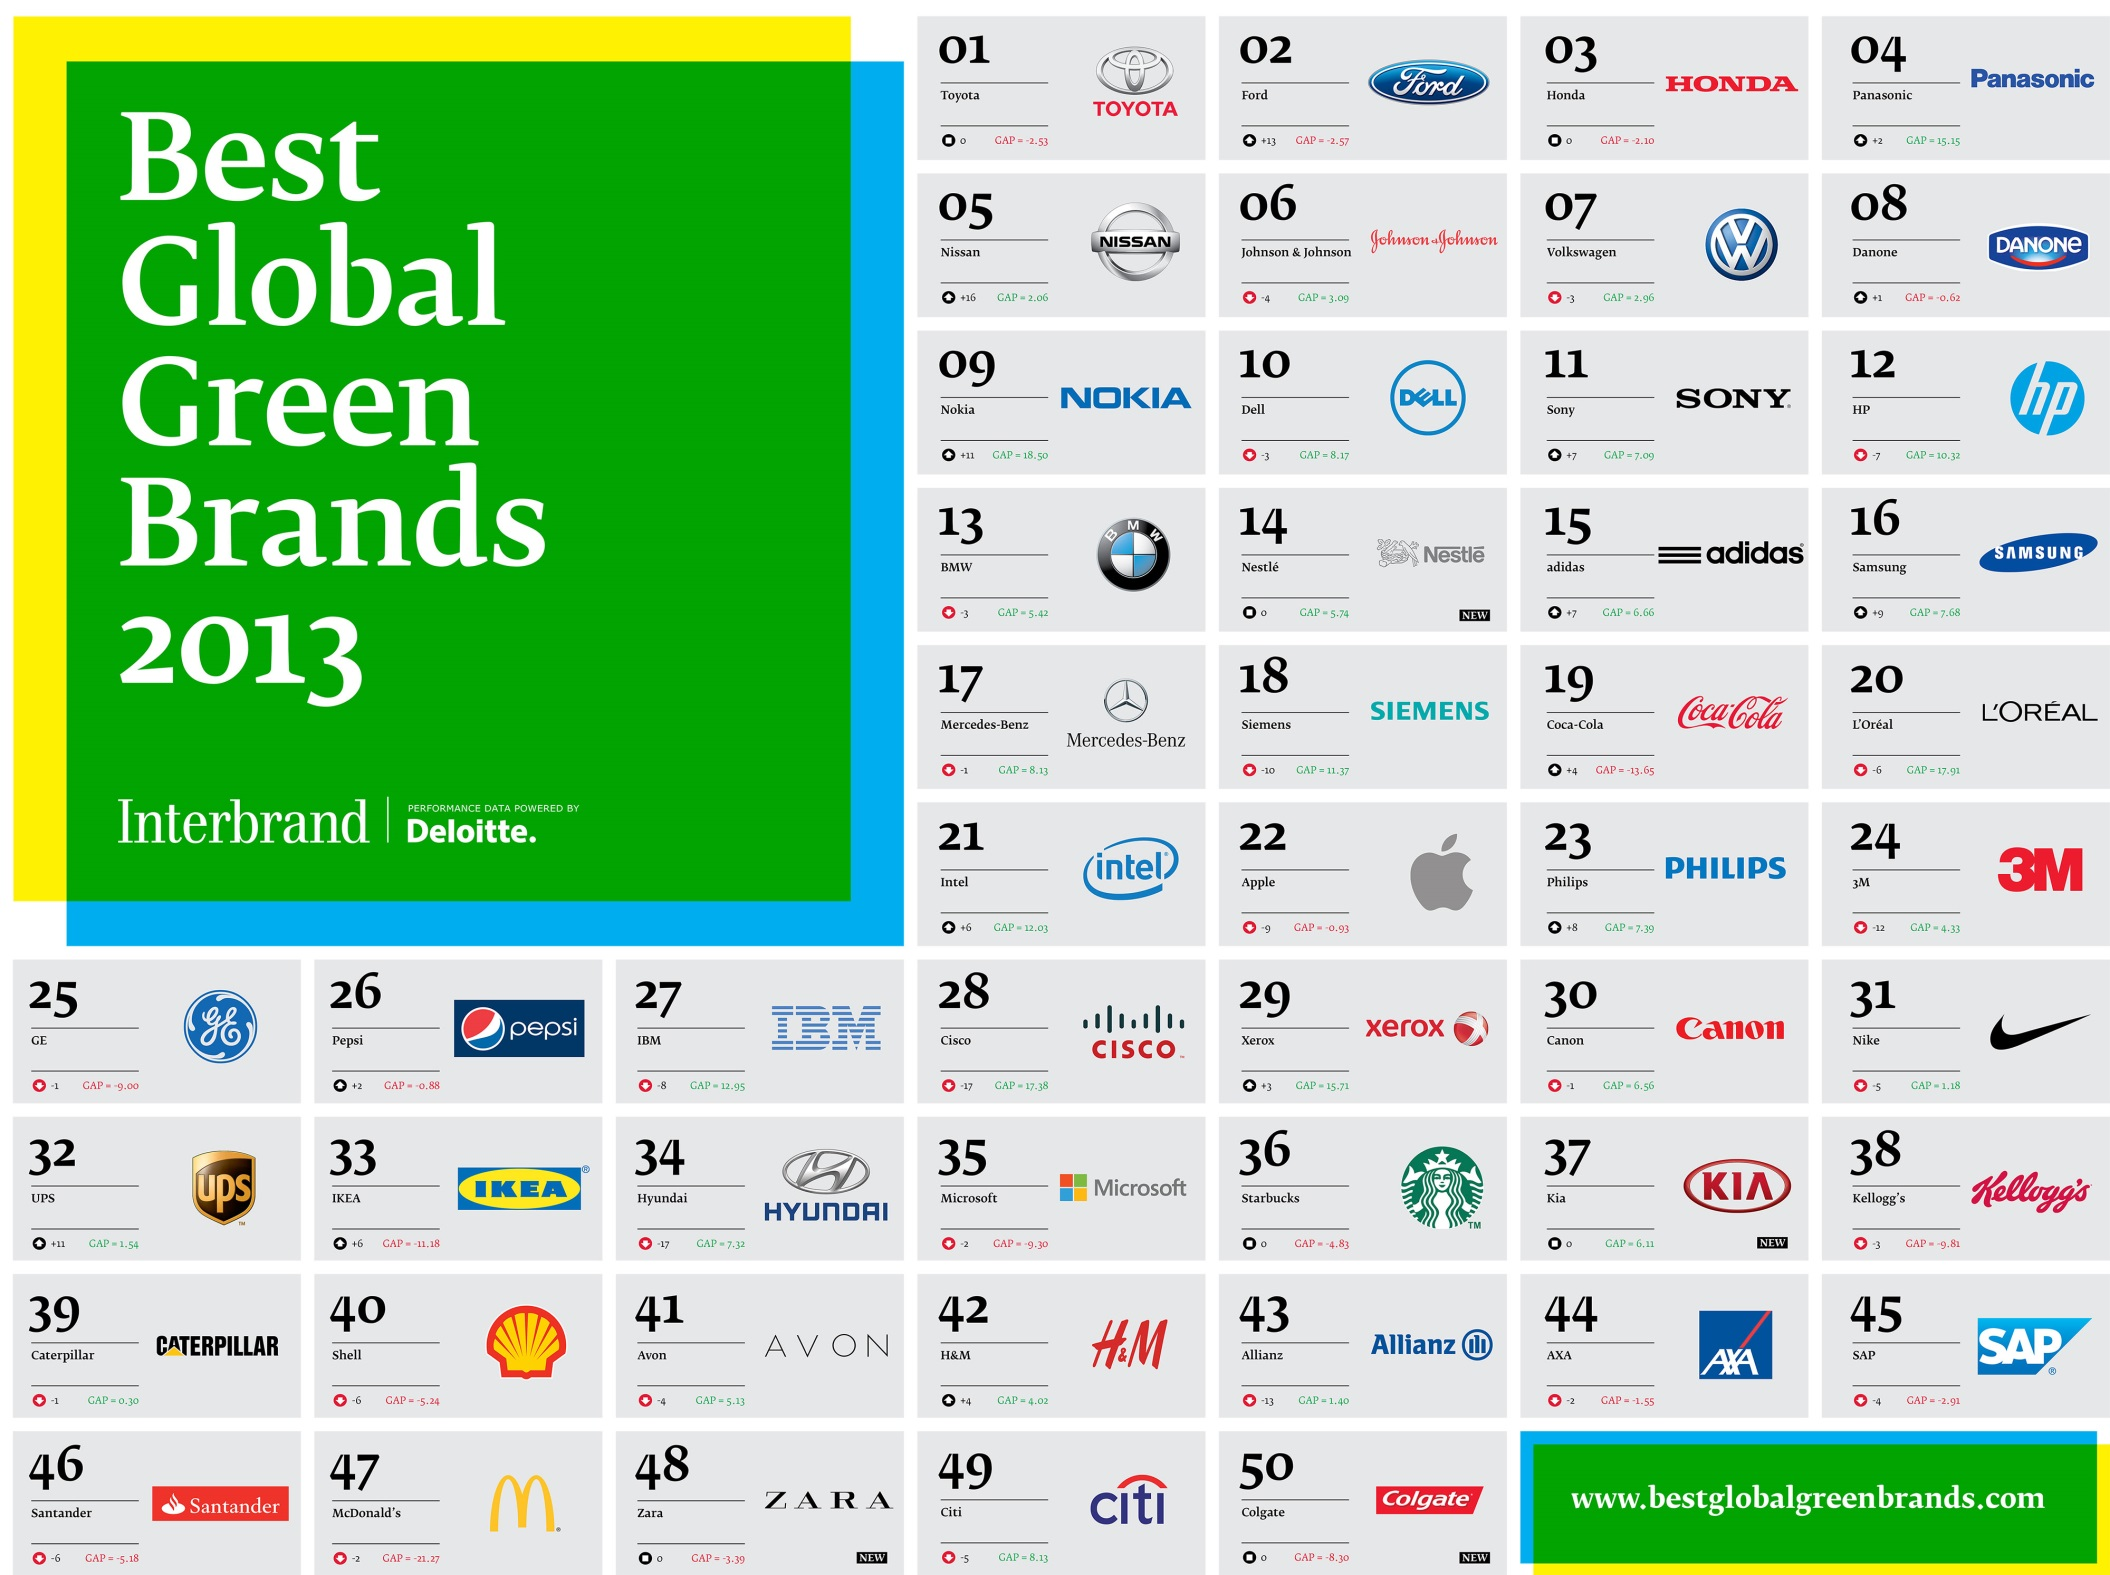 Best
Global
Green
Brands
2013
Interbrand
PERFORMANCE DATA POWERED BY
Deloitte.
01
Toyota
0 GAP = -2.53
TOYOTA
02
Ford
+13 GAP = -2.57
Ford
03
Honda
0 GAP = -2.10
HONDA
04
Panasonic
+2 GAP = 15.15
Panasonic
05
Nissan
+16 GAP = 2.06
NISSAN
06
Johnson & Johnson
-4 GAP = 3.09
Johnson & Johnson
07
Volkswagen
-3 GAP = 2.96
VW
08
Danone
+1 GAP = -0.62
DANONE
09
Nokia
+11 GAP = 18.50
NOKIA
10
Dell
-3 GAP = 8.17
DELL
11
Sony
+7 GAP = 7.09
SONY
12
HP
-7 GAP = 10.32
hp
13
BMW
-3 GAP = 5.42
BMW
14
Nestlé
0 GAP = 5.74
Nestlé
NEW
15
adidas
+7 GAP = 6.66
adidas
16
Samsung
+9 GAP = 7.68
SAMSUNG
17
Mercedes-Benz
-1 GAP = 8.13
Mercedes-Benz
18
Siemens
-10 GAP = 11.37
SIEMENS
19
Coca-Cola
+4 GAP = -13.65
Coca-Cola
20
L'Oréal
-6 GAP = 17.91
L'ORÉAL
21
Intel
+6 GAP = 12.03
intel
22
Apple
-9 GAP = -0.93
23
Philips
+8 GAP = 7.39
PHILIPS
24
3M
-12 GAP = 4.33
3M
25
GE
-1 GAP = -9.00
GE
26
Pepsi
+2 GAP = -0.88
pepsi
27
IBM
-8 GAP = 12.95
IBM
28
Cisco
-17 GAP = 17.38
CISCO™
29
Xerox
+3 GAP = 15.71
xerox
30
Canon
-1 GAP = 6.56
Canon
31
Nike
-5 GAP = 1.18
32
UPS
+11 GAP = 1.54
ups™
33
IKEA
+6 GAP = -11.18
IKEA®
34
Hyundai
-17 GAP = 7.32
HYUNDAI
35
Microsoft
-2 GAP = -9.30
Microsoft
36
Starbucks
0 GAP = -4.83
TM
37
Kia
0 GAP = 6.11
KIA
NEW
38
Kellogg's
-3 GAP = -9.81
Kellogg's
39
Caterpillar
-1 GAP = 0.30
CATERPILLAR
40
Shell
-6 GAP = -5.24
41
Avon
-4 GAP = 5.13
AVON
42
H&M
+4 GAP = 4.02
H&M
43
Allianz
-13 GAP = 1.40
Allianz
44
AXA
-2 GAP = -1.55
AXA
45
SAP
-4 GAP = -2.91
SAP®
46
Santander
-6 GAP = -5.18
Santander
47
McDonald's
-2 GAP = -21.27
48
Zara
0 GAP = -3.39
ZARA
NEW
49
Citi
-5 GAP = 8.13
citi
50
Colgate
0 GAP = -8.30
Colgate
NEW
www.bestglobalgreenbrands.com